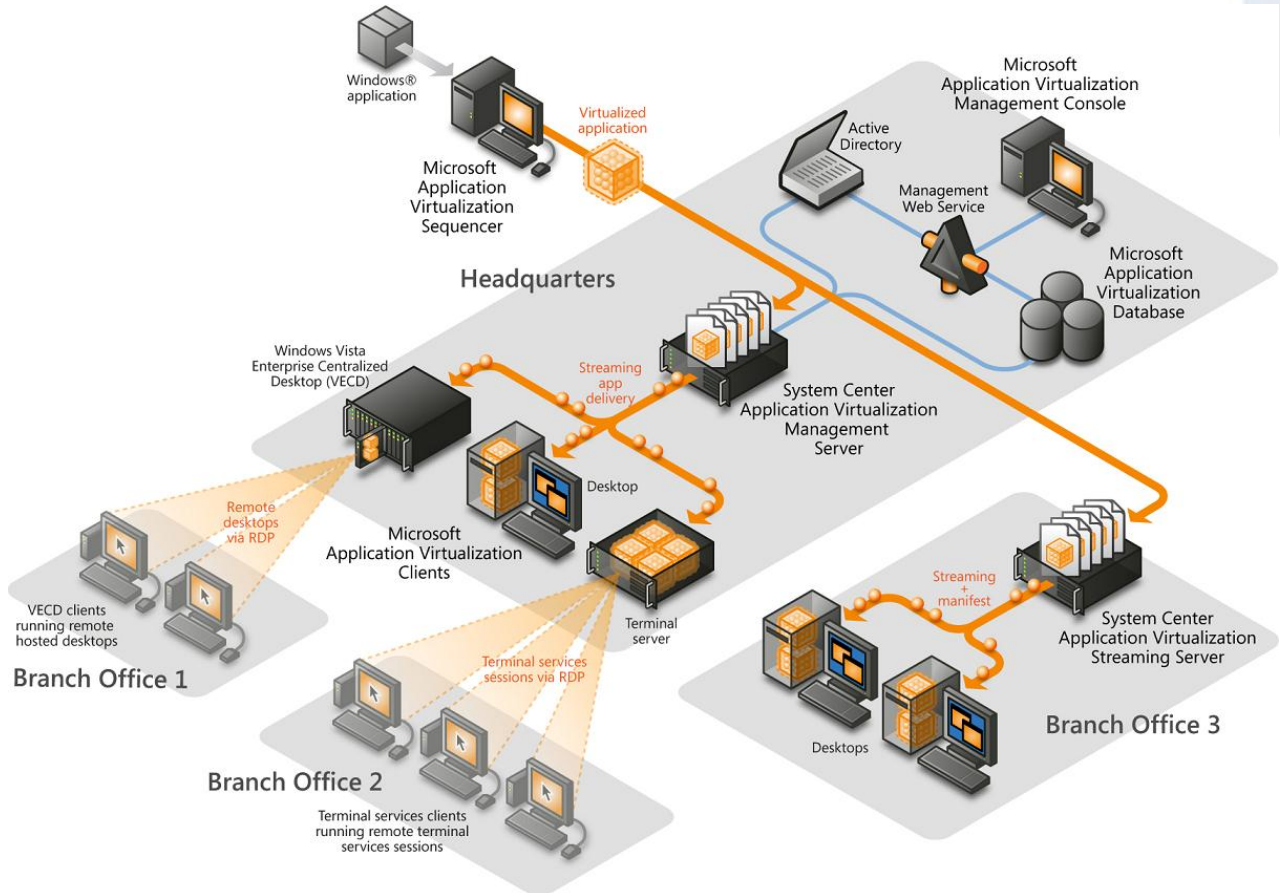 Windows®
application
Microsoft
Application
Virtualization
Sequencer
Virtualized
application
Active
Directory
Microsoft
Application Virtualization
Management Console
Management
Web Service
Microsoft
Application
Virtualization
Database
Headquarters
Windows Vista
Enterprise Centralized
Desktop (VECD)
Streaming
app
delivery
System Center
Application Virtualization
Management
Server
Desktop
Microsoft
Application Virtualization
Clients
Terminal
server
Remote
desktops
via RDP
VECD clients
running remote
hosted desktops
Branch Office 1
Terminal services
sessions via RDP
Branch Office 2
Terminal services clients
running remote terminal
services sessions
Streaming
+
manifest
System Center
Application Virtualization
Streaming Server
Desktops
Branch Office 3